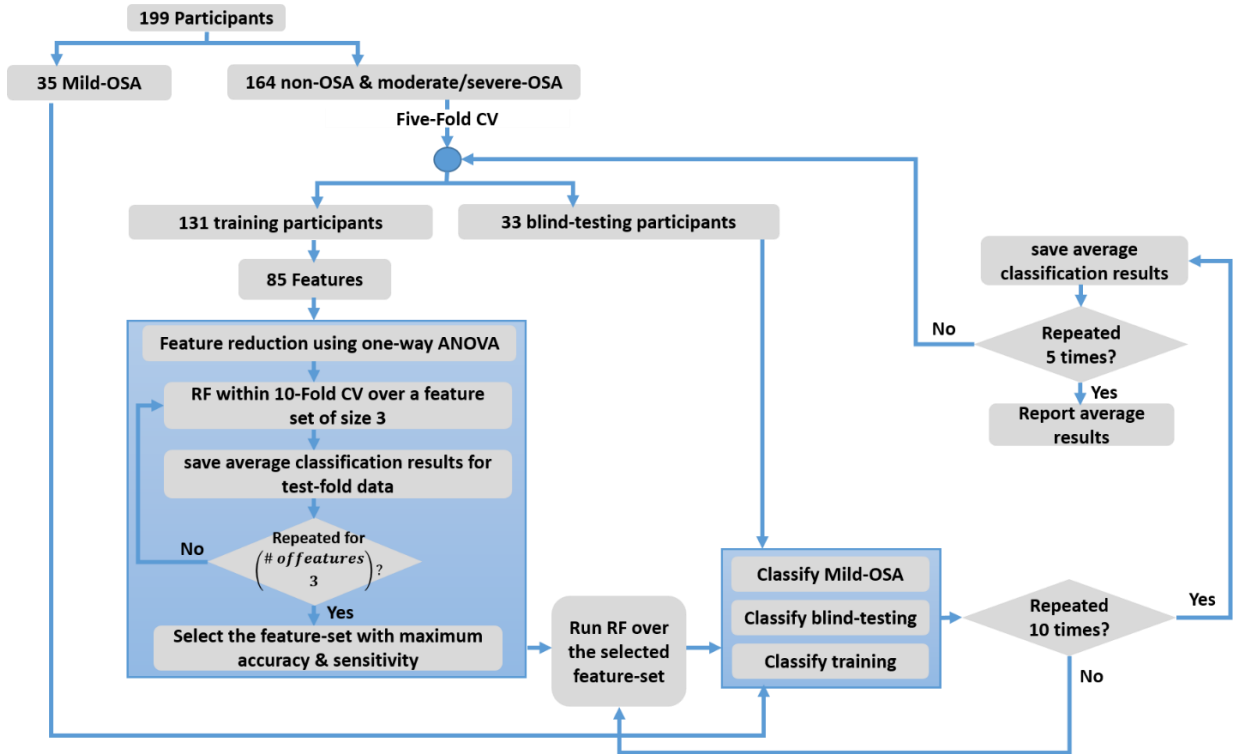 199 Participants
35 Mild-OSA
164 non-OSA & moderate/severe-OSA
Five-Fold CV
131 training participants
33 blind-testing participants
85 Features
Feature reduction using one-way ANOVA
RF within 10-Fold CV over a feature
set of size 3
save average classification results for
test-fold data
Repeated for
(# offeatures
3)?
No
Yes
Select the feature-set with maximum
accuracy & sensitivity
Run RF over
the selected
feature-set
Classify Mild-OSA
Classify blind-testing
Classify training
Repeated
10 times?
Yes
No
save average
classification results
Repeated
5 times?
No
Yes
Report average
results